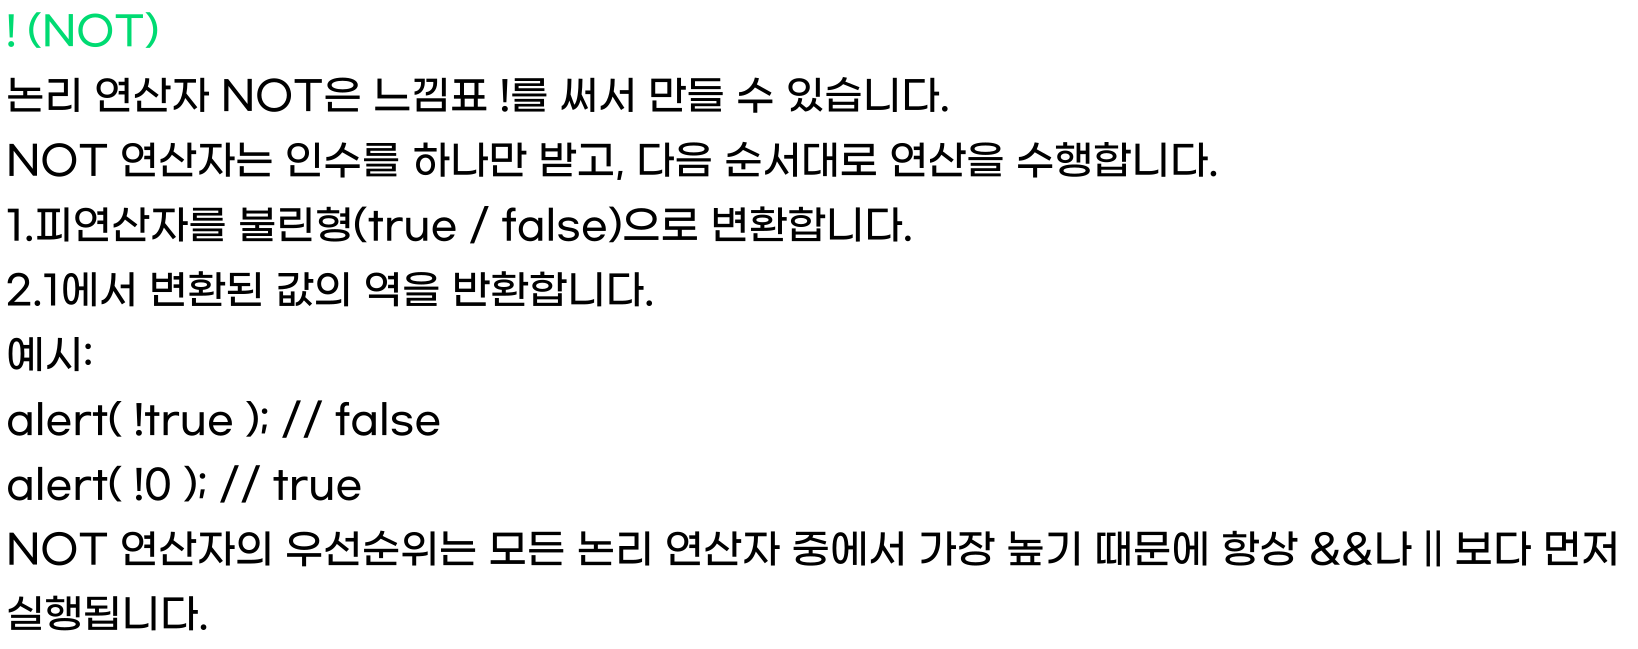 ! (NOT)
논리 연산자 NOT은 느낌표 !를 써서 만들 수 있습니다.
NOT 연산자는 인수를 하나만 받고, 다음 순서대로 연산을 수행합니다.
1.피연산자를 불린형(true / false)으로 변환합니다.
2.1에서 변환된 값의 역을 반환합니다.
예시:
alert( !true ); // false
alert( !0 ); // true
NOT 연산자의 우선순위는 모든 논리 연산자 중에서 가장 높기 때문에 항상 &&나 || 보다 먼저
실행됩니다.